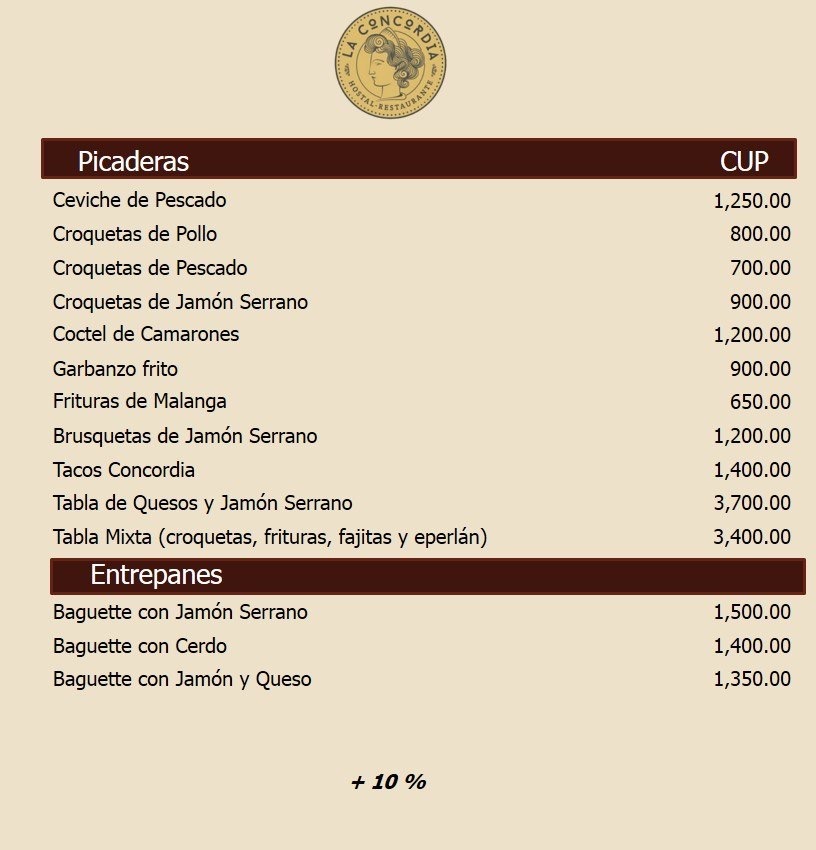 LA CONCORDIA
HOSTAL-RESTAURANTE
Picaderas CUP
Ceviche de Pescado 1,250.00
Croquetas de Pollo 800.00
Croquetas de Pescado 700.00
Croquetas de Jamón Serrano 900.00
Coctel de Camarones 1,200.00
Garbanzo frito 900.00
Frituras de Malanga 650.00
Brusquetas de Jamón Serrano 1,200.00
Tacos Concordia 1,400.00
Tabla de Quesos y Jamón Serrano 3,700.00
Tabla Mixta (croquetas, frituras, fajitas y eperlán) 3,400.00
Entrepanes
Baguette con Jamón Serrano 1,500.00
Baguette con Cerdo 1,400.00
Baguette con Jamón y Queso 1,350.00
+ 10 %